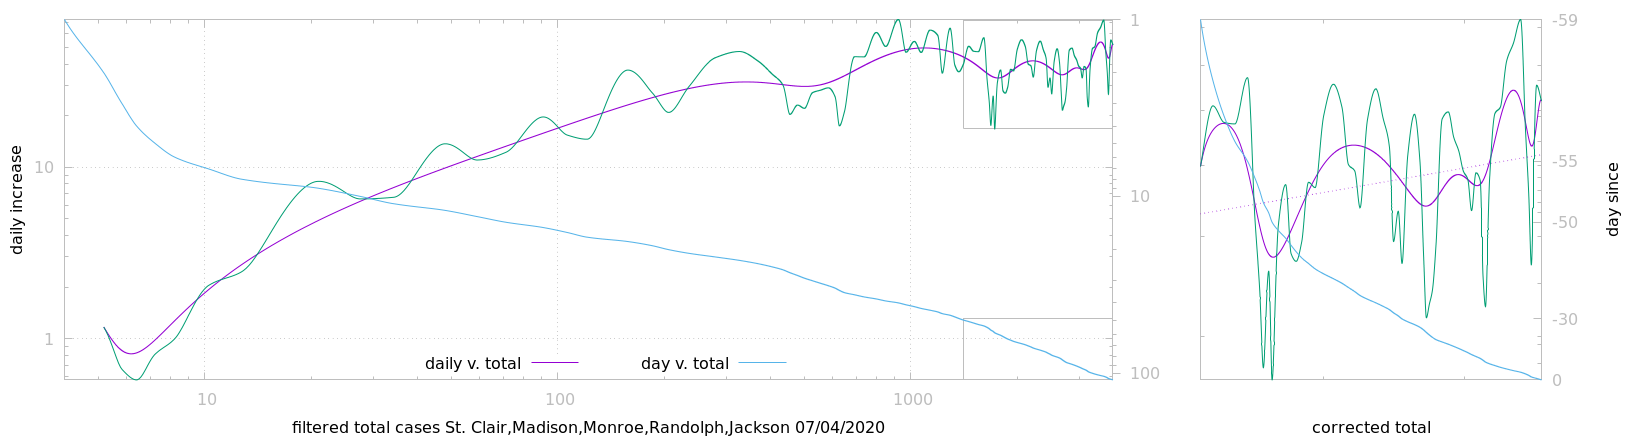 daily increase
10
1
10
100
1000
1
10
100
daily v. total
day v. total
filtered total cases St. Clair,Madison,Monroe,Randolph,Jackson 07/04/2020
-59
-55
-50
-30
0
day since
corrected total